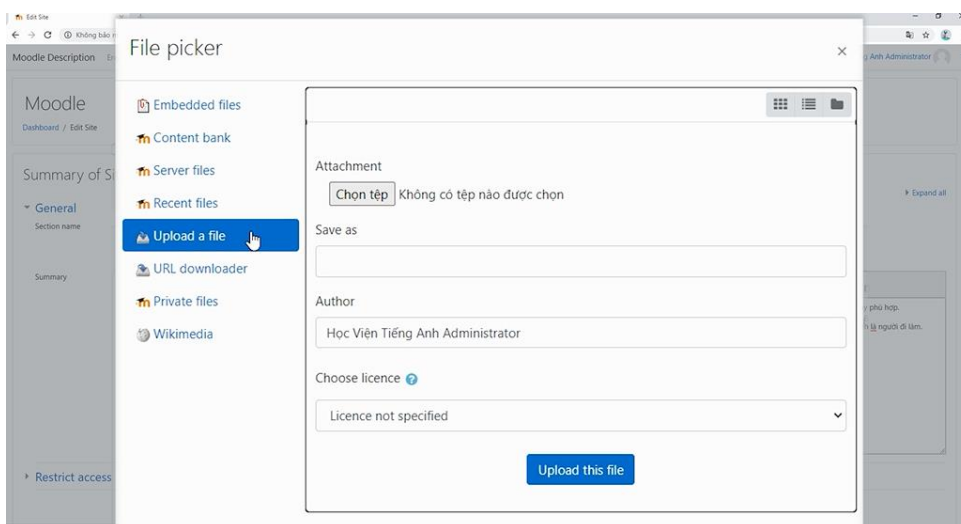 Edit Site
Không bảo
Moodle Description
Anh Administrator
File picker
×
Moodle
Dashboard / Edit Site
Embedded files
Content bank
Server files
Recent files
Upload a file
URL downloader
Private files
Wikimedia
Summary of Si
General
Section name
Summary
Restrict access
Expand all
Attachment
Chọn tệp Không có tệp nào được chọn
Save as
Author
Học Viện Tiếng Anh Administrator
Choose licence
Licence not specified
Upload this file
phù hợp.
là người đi làm.